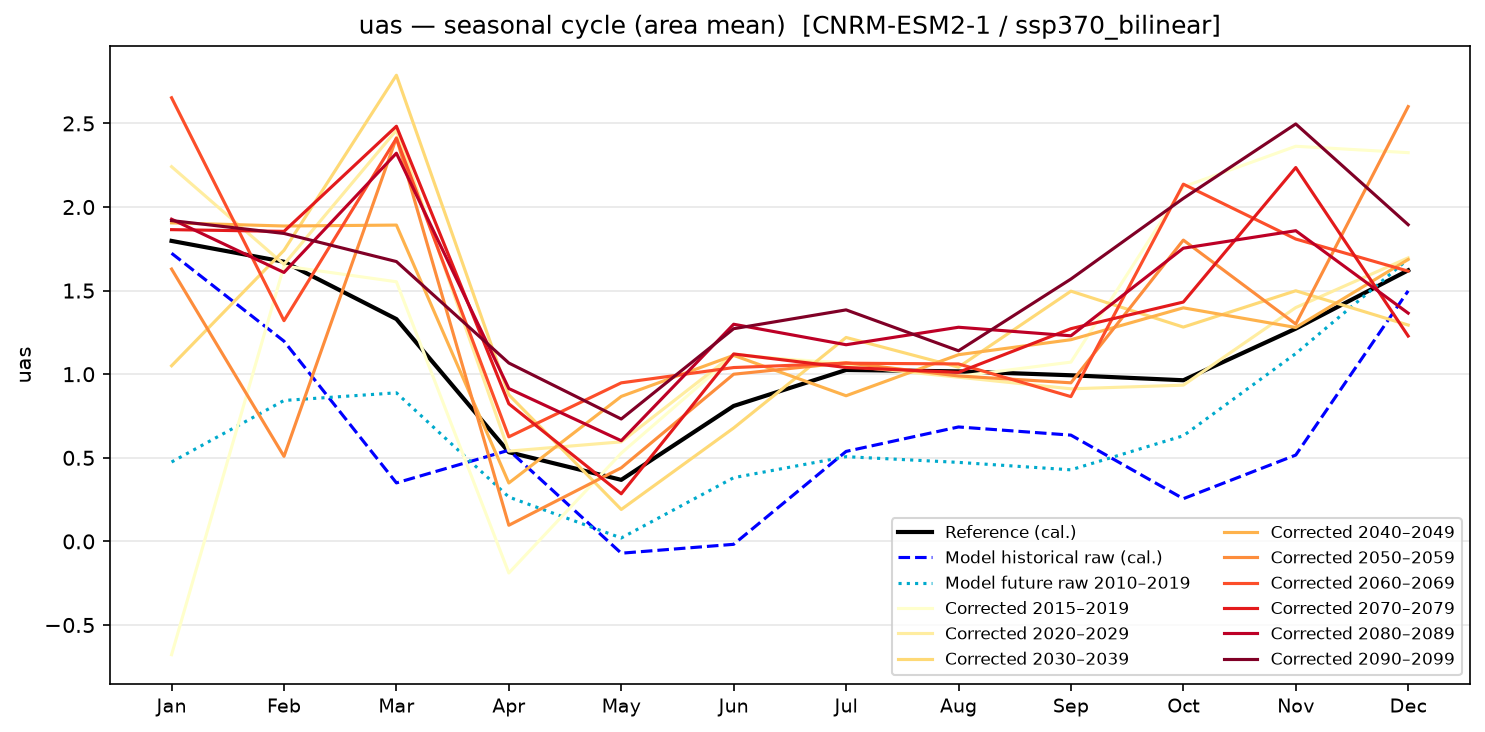 uas — seasonal cycle (area mean)  [CNRM-ESM2-1 / ssp370_bilinear]
uas
2.5
2.0
1.5
1.0
0.5
0.0
−0.5
Jan Feb Mar Apr May Jun Jul Aug Sep Oct Nov Dec
Reference (cal.)
Model historical raw (cal.)
Model future raw 2010–2019
Corrected 2015–2019
Corrected 2020–2029
Corrected 2030–2039
Corrected 2040–2049
Corrected 2050–2059
Corrected 2060–2069
Corrected 2070–2079
Corrected 2080–2089
Corrected 2090–2099